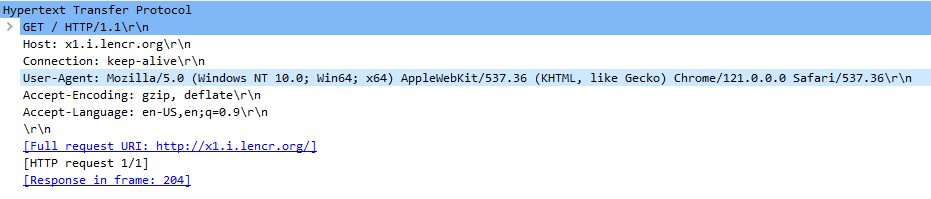 Hypertext Transfer Protocol
GET / HTTP/1.1\r\n
Host: x1.i.lencr.org\r\n
Connection: keep-alive\r\n
User-Agent: Mozilla/5.0 (Windows NT 10.0; Win64; x64) AppleWebKit/537.36 (KHTML, like Gecko) Chrome/121.0.0.0 Safari/537.36\r\n
Accept-Encoding: gzip, deflate\r\n
Accept-Language: en-US,en;q=0.9\r\n
\r\n
[Full request URI: http://x1.i.lencr.org/]
[HTTP request 1/1]
[Response in frame: 204]